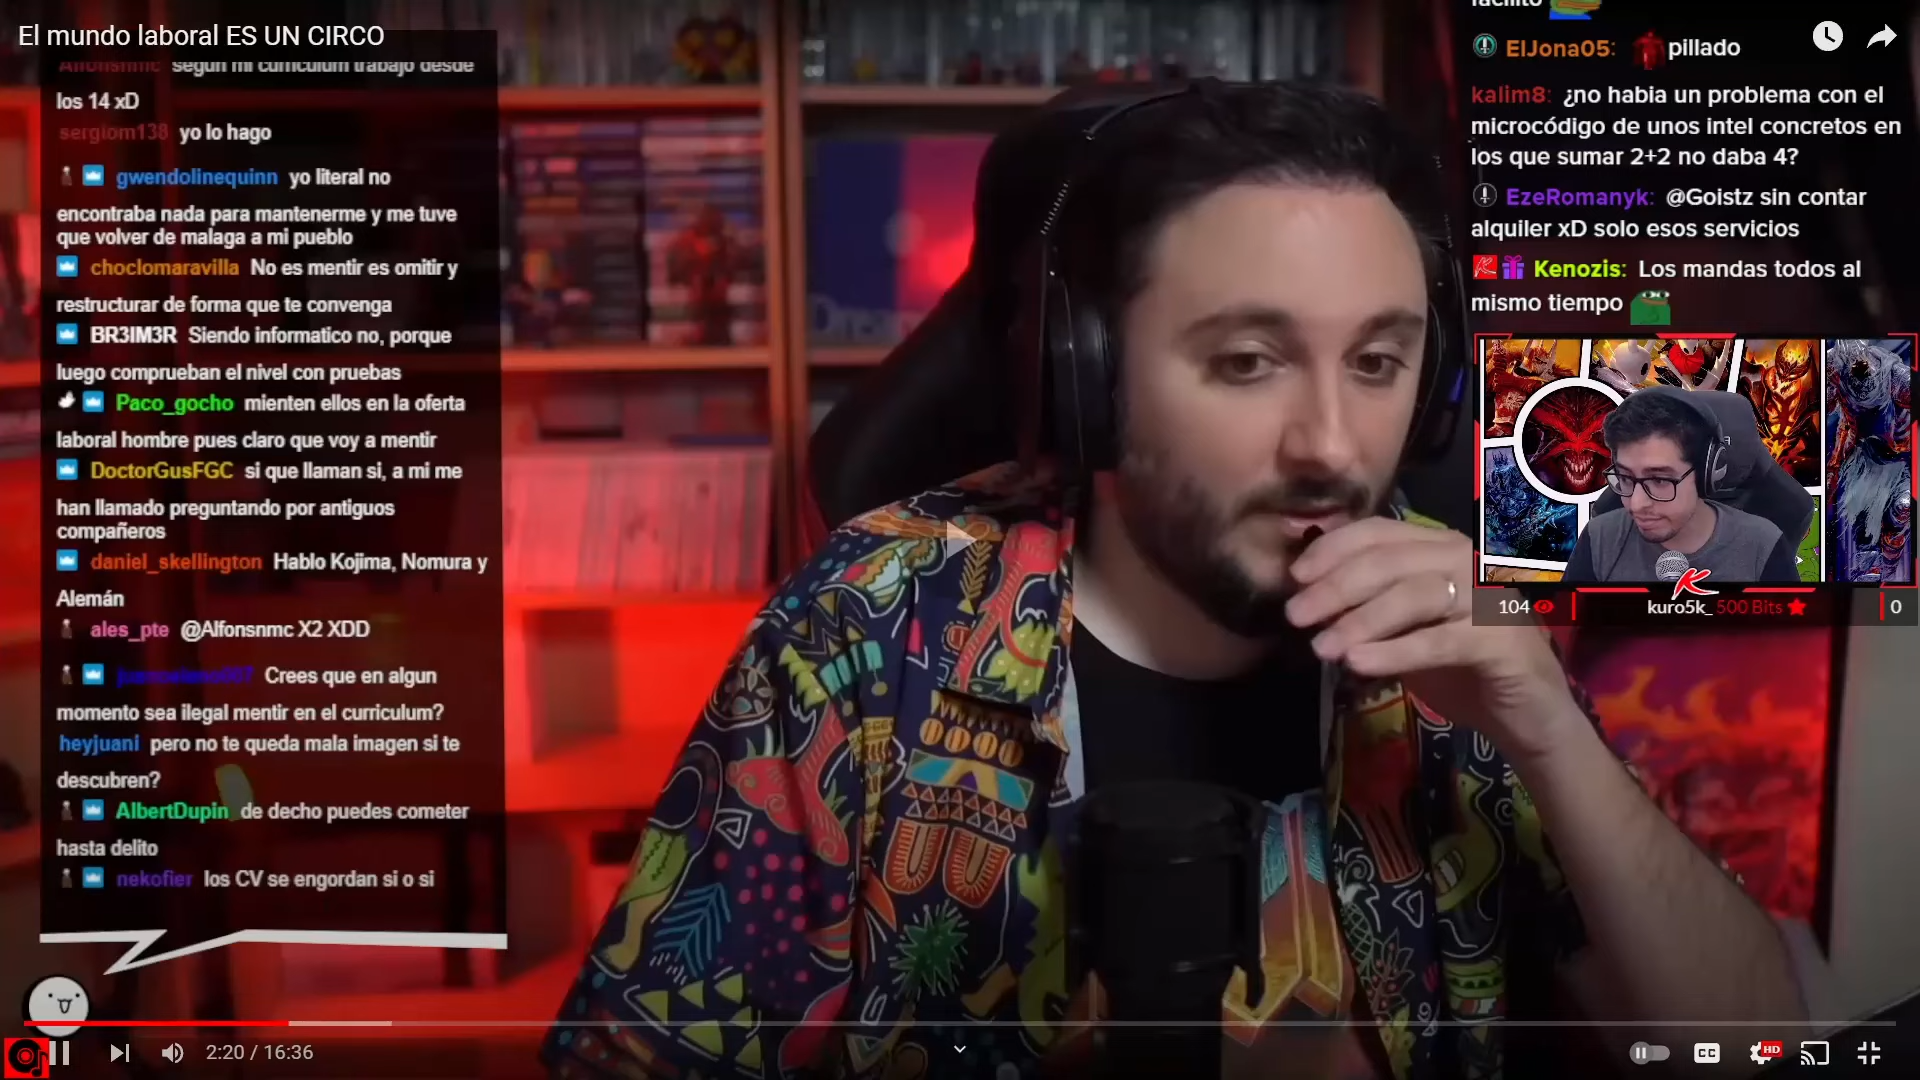 El mundo laboral ES UN CIRCO
Alfonsnmc según mi curriculum trabajo desde
los 14 xD
sergiom138 yo lo hago
gwendolinequinn yo literal no
encontraba nada para mantenerme y me tuve
que volver de malaga a mi pueblo
choclomaravilla No es mentir es omitir y
restructurar de forma que te convenga
BR3IM3R Siendo informatico no, porque
luego comprueban el nivel con pruebas
Paco_gocho mienten ellos en la oferta
laboral hombre pues claro que voy a mentir
DoctorGusFGC si que llaman si, a mi me
han llamado preguntando por antiguos
compañeros
daniel_skellington Hablo Kojima, Nomura y
Alemán
ales_pte @Alfonsnmc X2 XDD
Crees que en algun
momento sea ilegal mentir en el curriculum?
heyjuani pero no te queda mala imagen si te
descubren?
AlbertDupin de decho puedes cometer
hasta delito
nekofier los CV se engordan si o si
2:20 / 16:36
facilito
ElJona05: pillado
kalim8: ¿no habia un problema con el
microcódigo de unos intel concretos en
los que sumar 2+2 no daba 4?
EzeRomanyk: @Goistz sin contar
alquiler xD solo esos servicios
Kenozis: Los mandas todos al
mismo tiempo
104
kuro5k_ 500 Bits
0
CC
HD